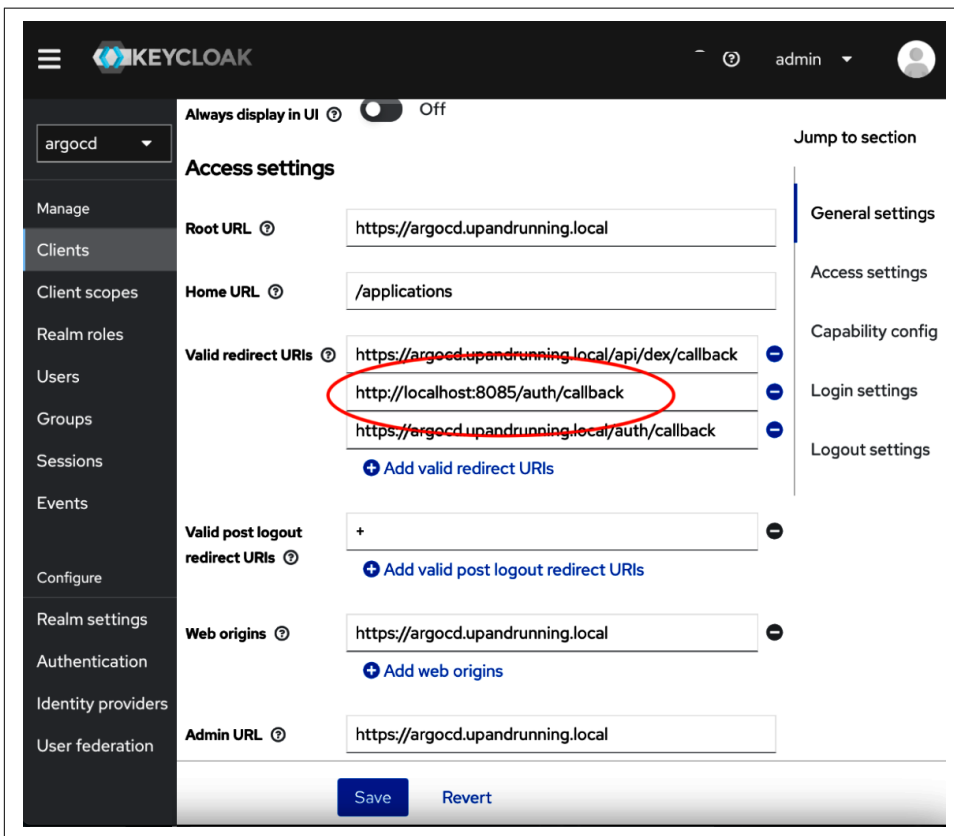 KEYCLOAK
admin
argocd
Manage
Clients
Client scopes
Realm roles
Users
Groups
Sessions
Events
Configure
Realm settings
Authentication
Identity providers
User federation
Always display in UI
Off
Access settings
Root URL
https://argocd.upandrunning.local
Home URL
/applications
Valid redirect URIs
https://argocd.upandrunning.local/api/dex/callback
http://localhost:8085/auth/callback
https://argocd.upandrunning.local/auth/callback
Add valid redirect URIs
Valid post logout
redirect URIs
+
Add valid post logout redirect URIs
Web origins
https://argocd.upandrunning.local
Add web origins
Admin URL
https://argocd.upandrunning.local
Save
Revert
Jump to section
General settings
Access settings
Capability config
Login settings
Logout settings